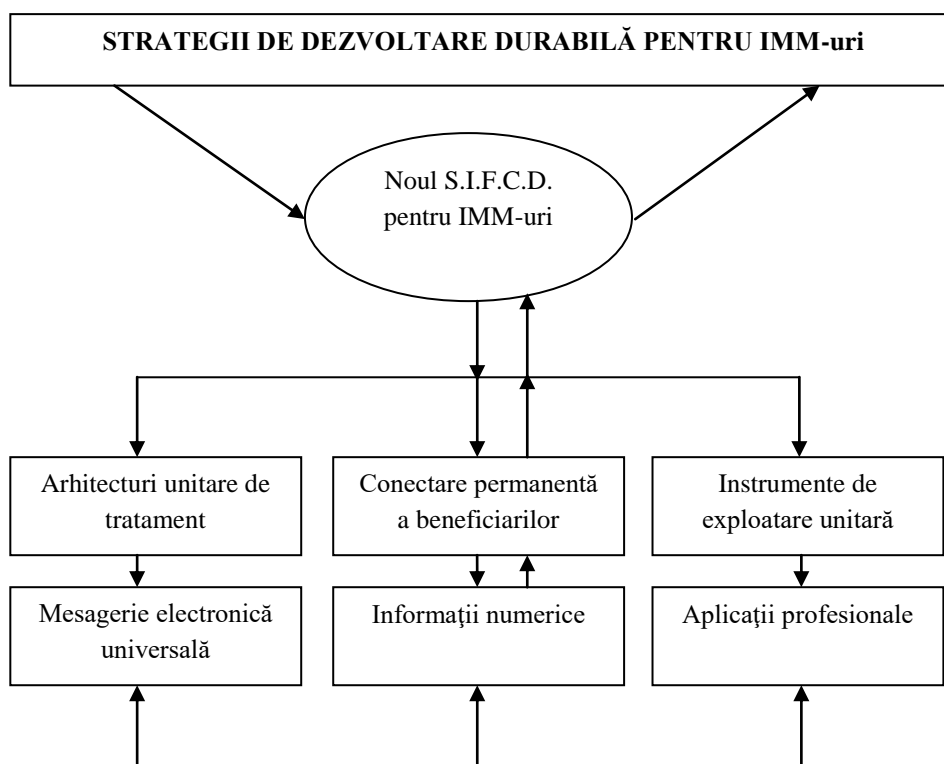 STRATEGII DE DEZVOLTARE DURABILĂ PENTRU IMM-uri
Noul S.I.F.C.D.
pentru IMM-uri
Arhitecturi unitare de
tratament
Conectare permanentă
a beneficiarilor
Instrumente de
exploatare unitară
Mesagerie electronică
universală
Informaţii numerice
Aplicaţii profesionale